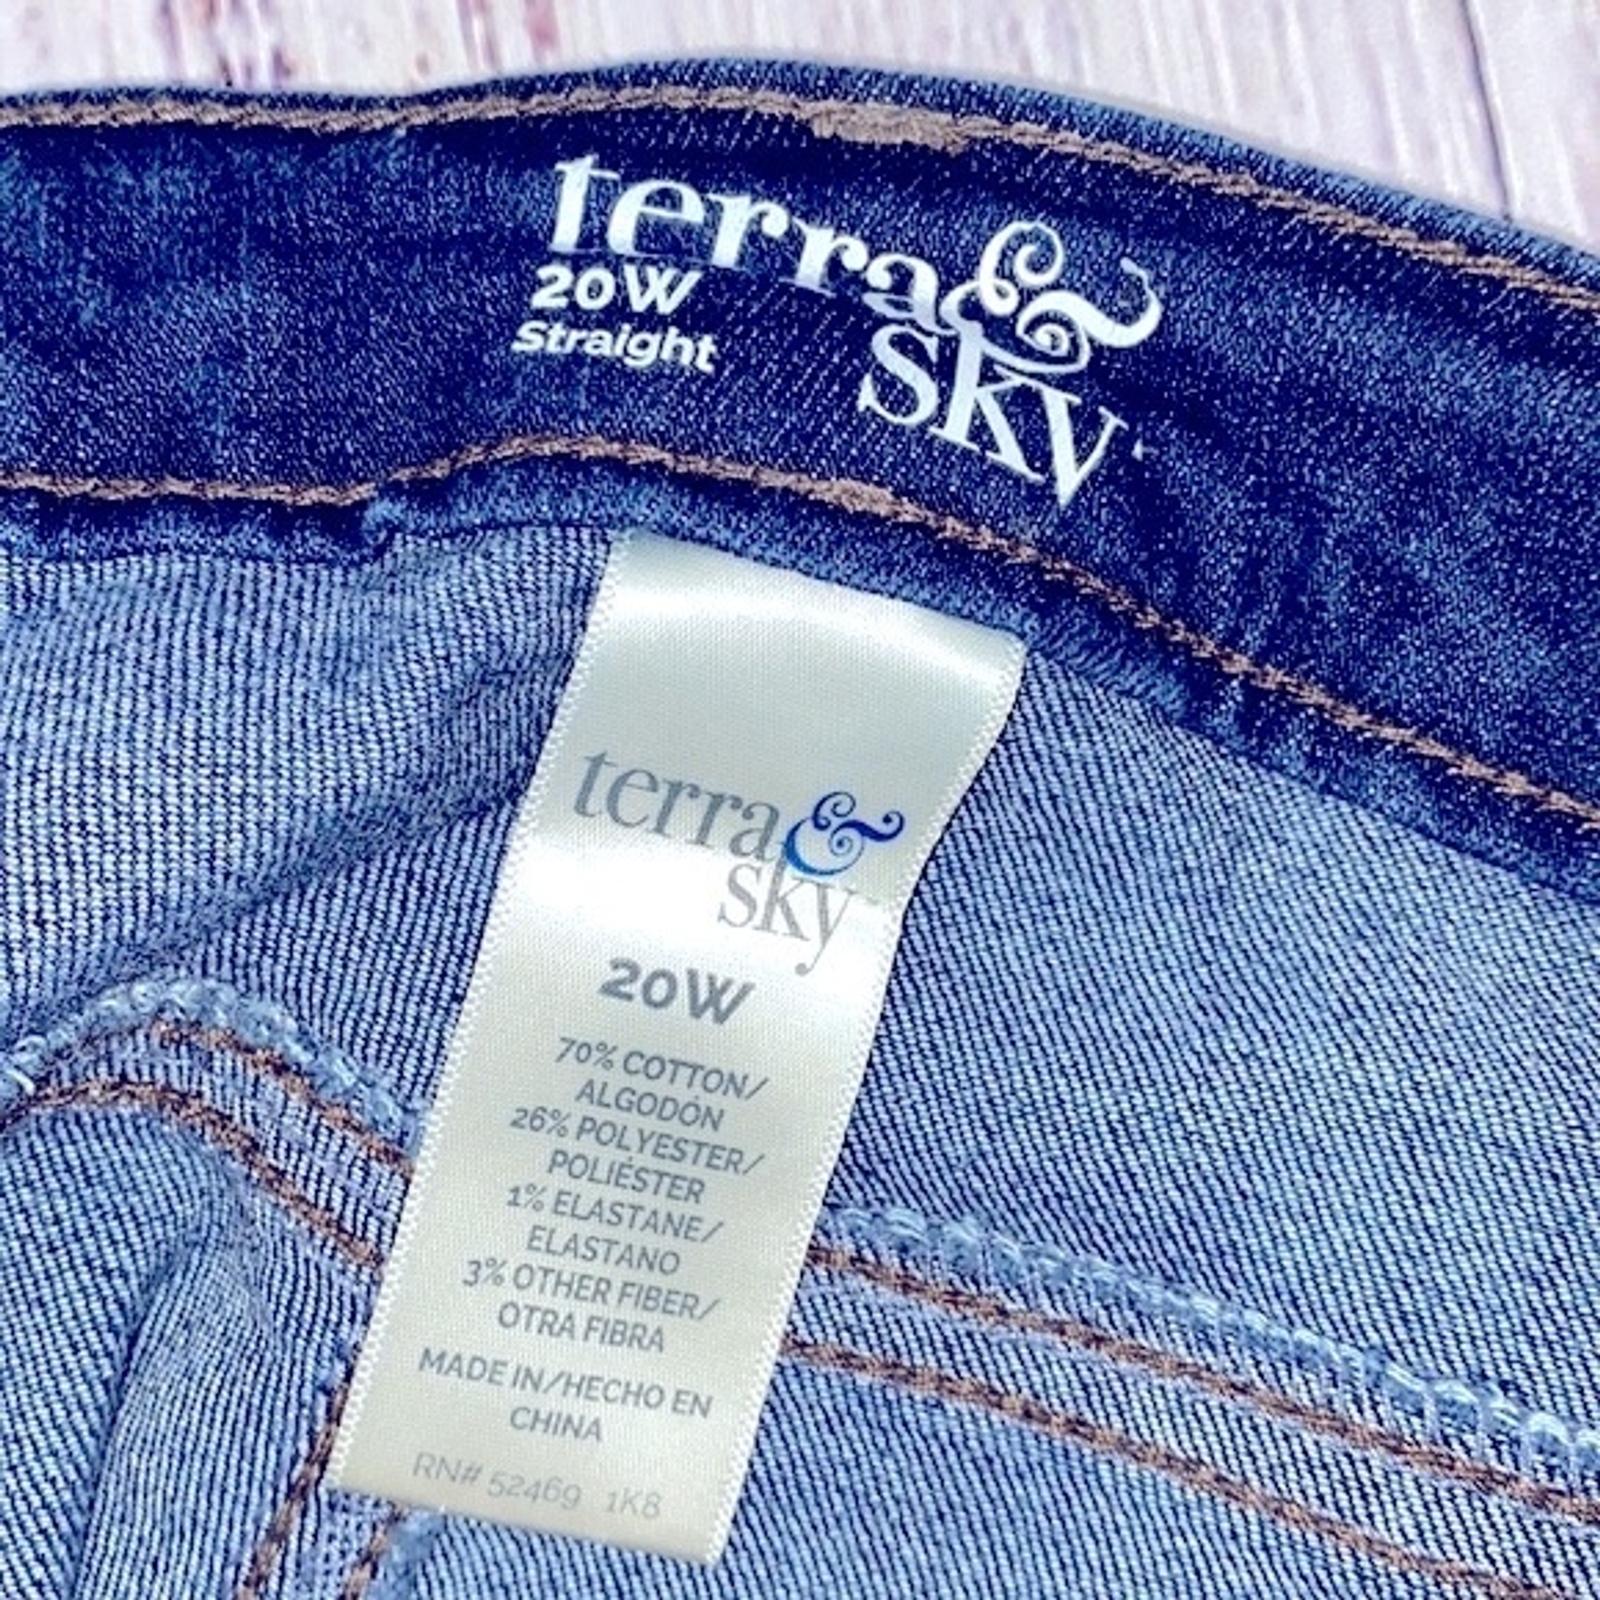 terra &
sky
20W
Straight
terra &
sky
20W
70% COTTON/
ALGODÓN
26% POLYESTER/
POLIÉSTER
1% ELASTANE/
ELASTANO
3% OTHER FIBER/
OTRA FIBRA
MADE IN/HECHO EN
CHINA
RN# 52469 1K8